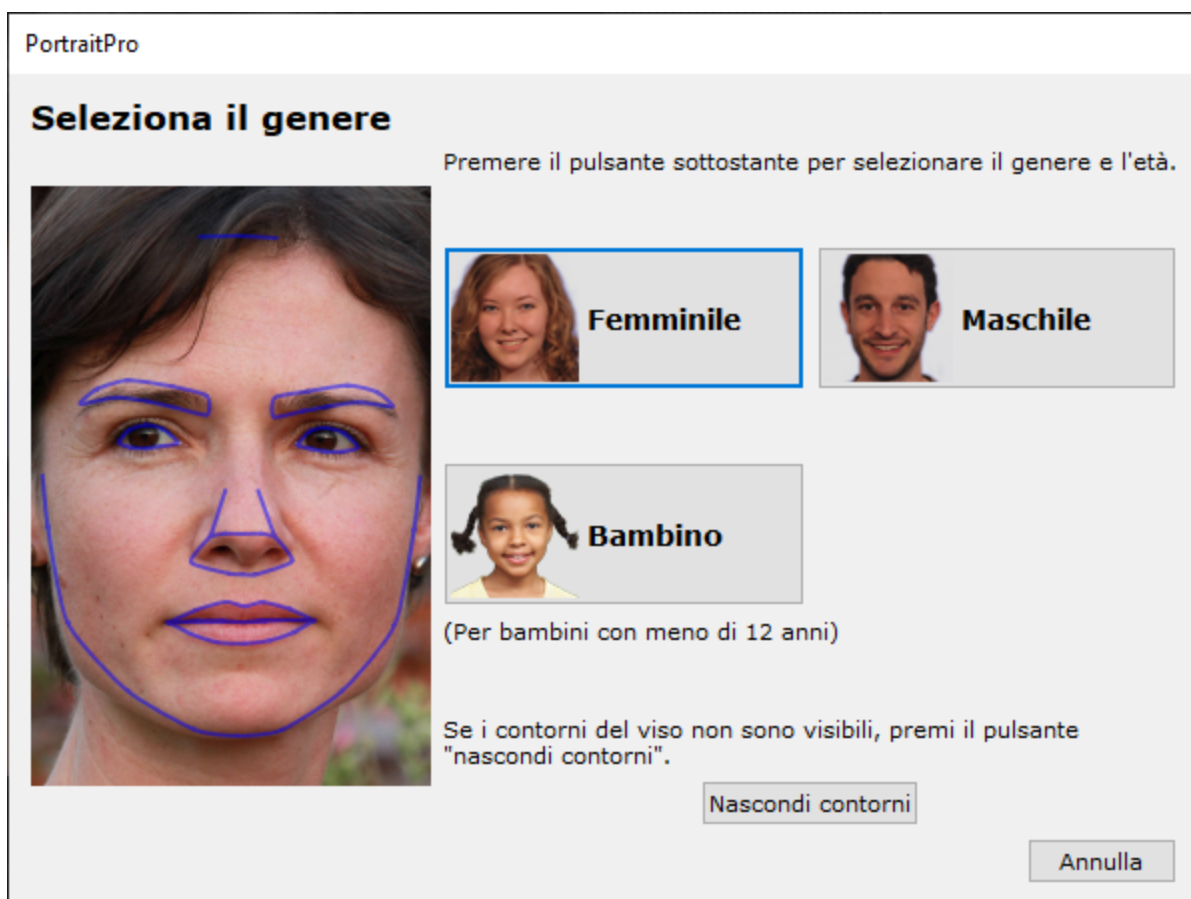 PortraitPro
Seleziona il genere
Premere il pulsante sottostante per selezionare il genere e l'età.
Femminile
Maschile
Bambino
(Per bambini con meno di 12 anni)
Se i contorni del viso non sono visibili, premi il pulsante
"nascondi contorni".
Nascondi contorni
Annulla